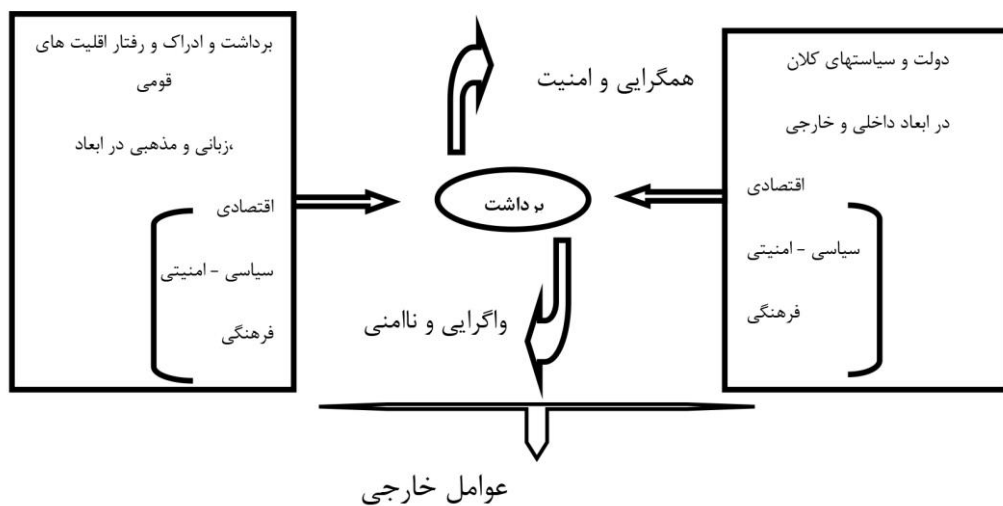 دولت و سیاستهای کلان
در ابعاد داخلی و خارجی
اقتصادی
سیاسی - امنیتی
فرهنگی
همگرایی و امنیت
برداشت
واگرایی و ناامنی
برداشت و ادراک و رفتار اقلیت های
قومی
،زبانی و مذهبی در ابعاد
اقتصادی
سیاسی - امنیتی
فرهنگی
عوامل خارجی